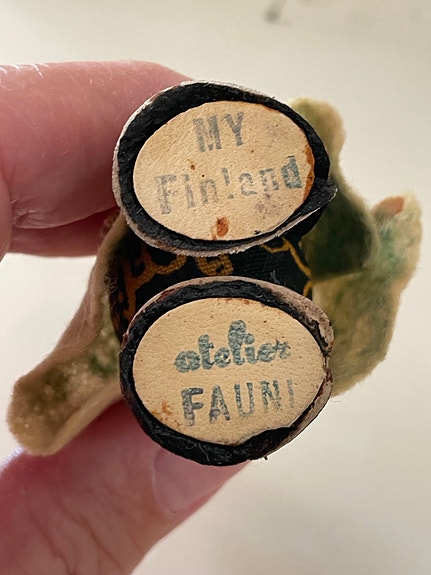 MY
Finland
atelier
FAUNI